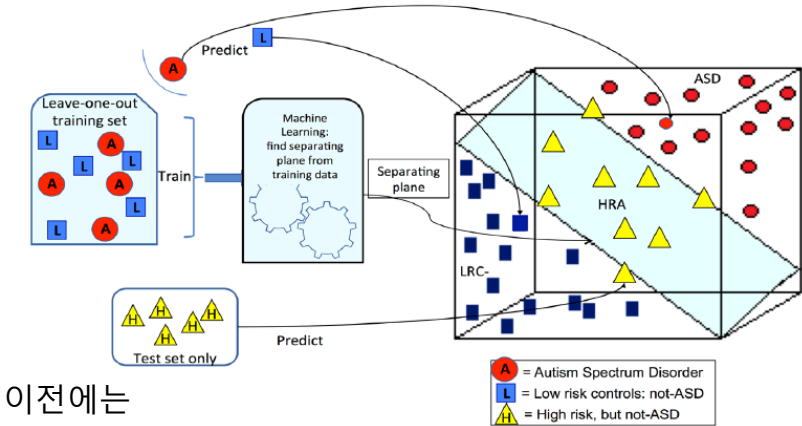 Predict
L
A
Leave-one-out
training set
L
A
L
L
A
A
L
L
A
Train
Machine
Learning:
find separating
plane from
training data
Separating
plane
ASD
HRA
LRC-
H
H
H
H
H
Test set only
Predict
A = Autism Spectrum Disorder
L = Low risk controls: not-ASD
H = High risk, but not-ASD
이전에는